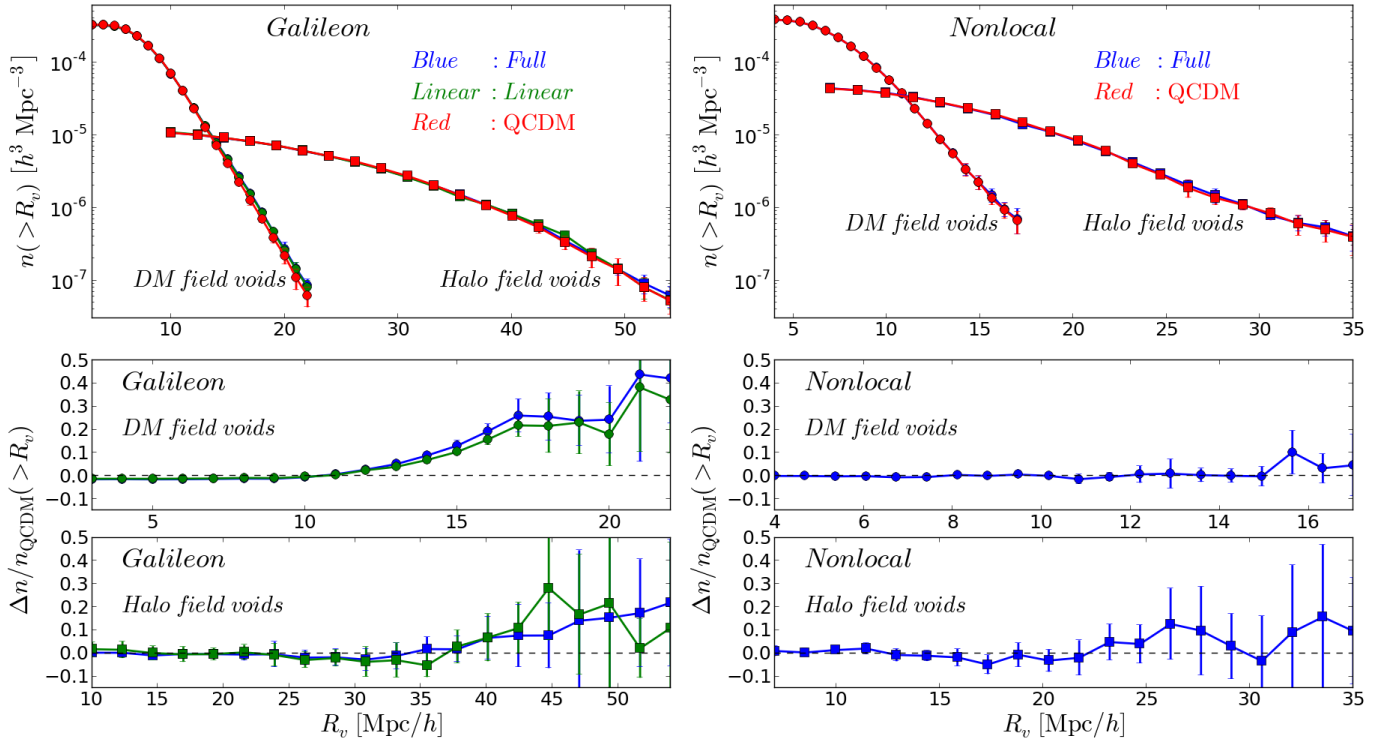 Galileon
Blue : Full
Linear : Linear
Red : QCDM
DM field voids
Halo field voids
n(>R_v) [h^3 Mpc^-3]
10^-4
10^-5
10^-6
10^-7
10 20 30 40 50
Nonlocal
Blue : Full
Red : QCDM
DM field voids
Halo field voids
n(>R_v) [h^3 Mpc^-3]
10^-4
10^-5
10^-6
10^-7
5 10 15 20 25 30 35
Galileon
DM field voids
0.5
0.4
0.3
0.2
0.1
0.0
−0.1
5 10 15 20
Nonlocal
DM field voids
0.5
0.4
0.3
0.2
0.1
0.0
−0.1
4 6 8 10 12 14 16
Δn/n_QCDM(>R_v)
Δn/n_QCDM(>R_v)
Galileon
Halo field voids
0.5
0.4
0.3
0.2
0.1
0.0
−0.1
10 15 20 25 30 35 40 45 50
R_v [Mpc/h]
Nonlocal
Halo field voids
0.5
0.4
0.3
0.2
0.1
0.0
−0.1
10 15 20 25 30 35
R_v [Mpc/h]